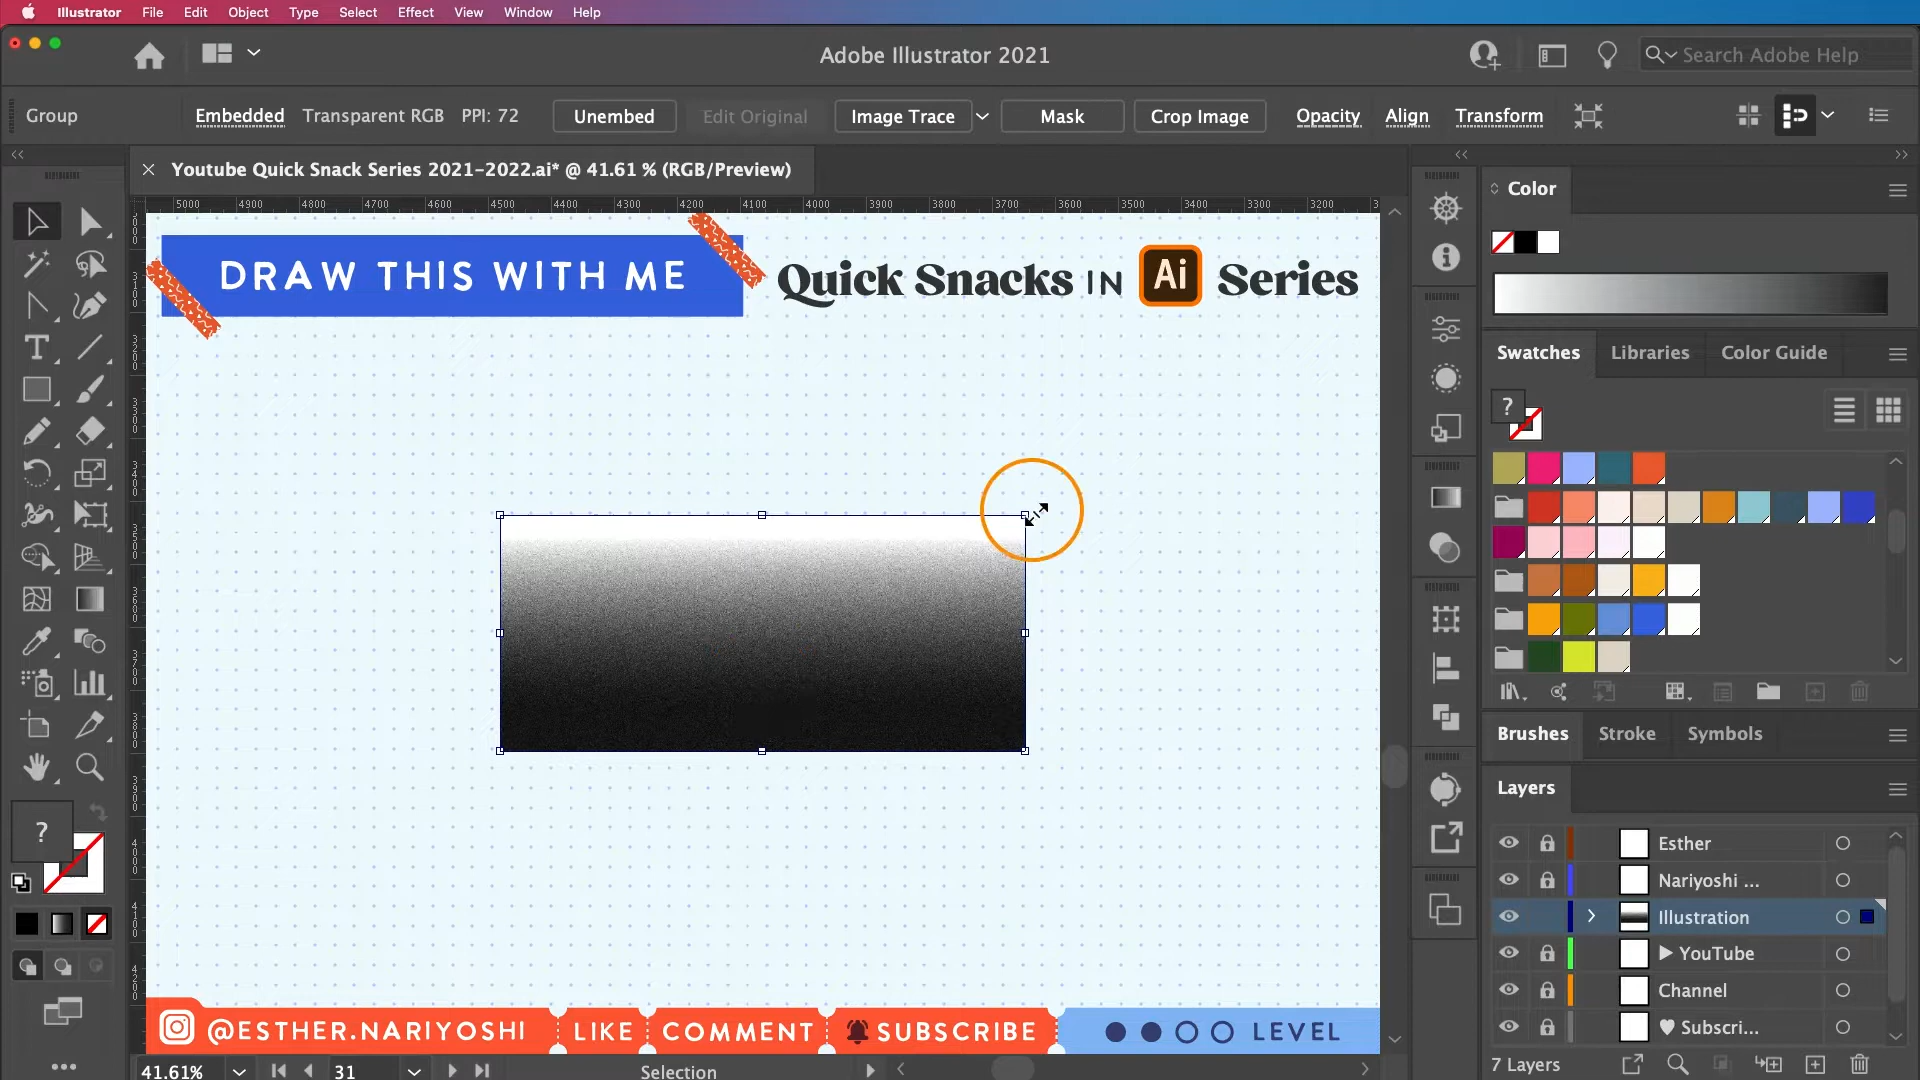 Illustrator File Edit Object Type Select Effect View Window Help
Adobe Illustrator 2021
Search Adobe Help
Group Embedded Transparent RGB PPI: 72 Unembed Edit Original Image Trace Mask Crop Image Opacity Align Transform
Youtube Quick Snack Series 2021-2022.ai* @ 41.61 % (RGB/Preview)
5000 4900 4800 4700 4600 4500 4400 4300 4200 4100 4000 3900 3800 3700 3600 3500 3400 3300 3200
DRAW THIS WITH ME
Quick Snacks IN Ai Series
Color
Swatches Libraries Color Guide
?
Brushes Stroke Symbols
Layers
Esther
Nariyoshi ...
Illustration
▶ YouTube
Channel
♥ Subscri...
7 Layers
?
@ESTHER.NARIYOSHI LIKE COMMENT SUBSCRIBE LEVEL
41.61% 31 Selection